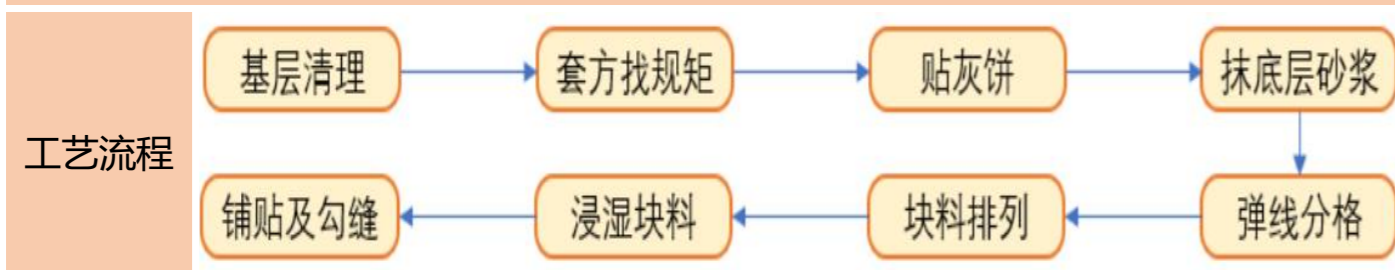 工艺流程
基层清理
套方找规矩
贴灰饼
抹底层砂浆
弹线分格
块料排列
浸湿块料
铺贴及勾缝